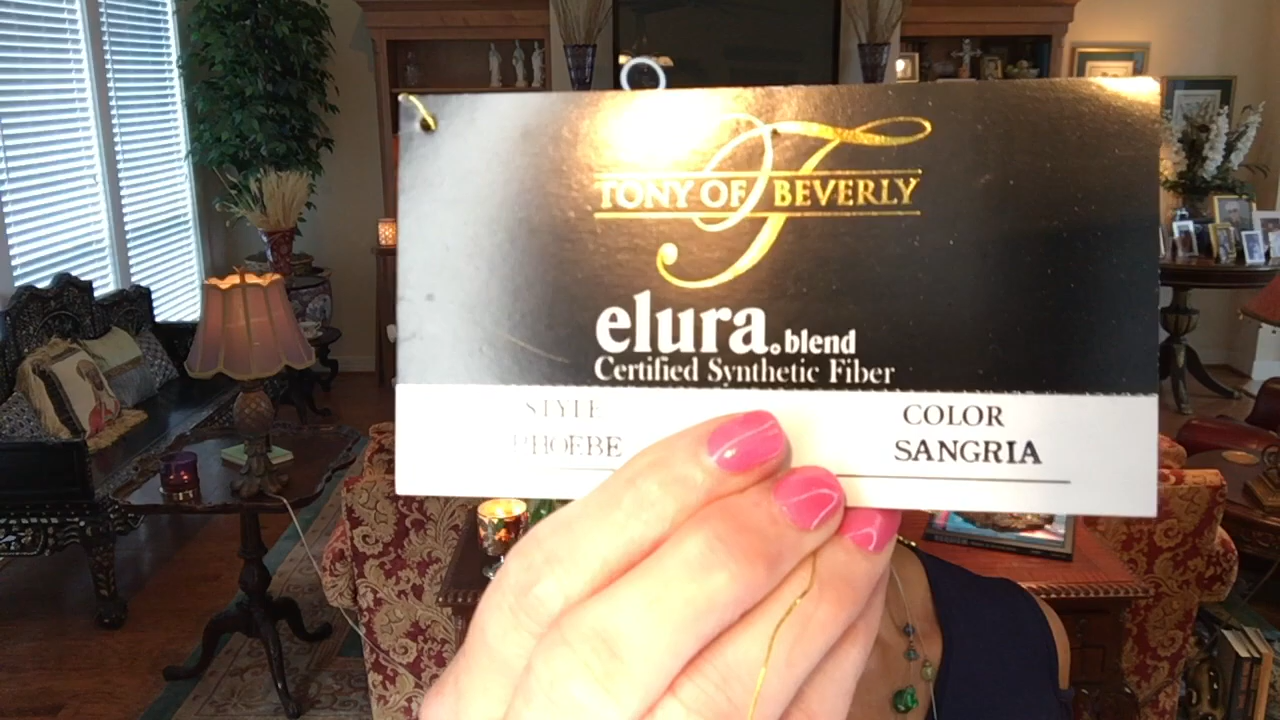 TONY OF BEVERLY
elura. blend
Certified Synthetic Fiber
STYLE
PHOEBE
COLOR
SANGRIA